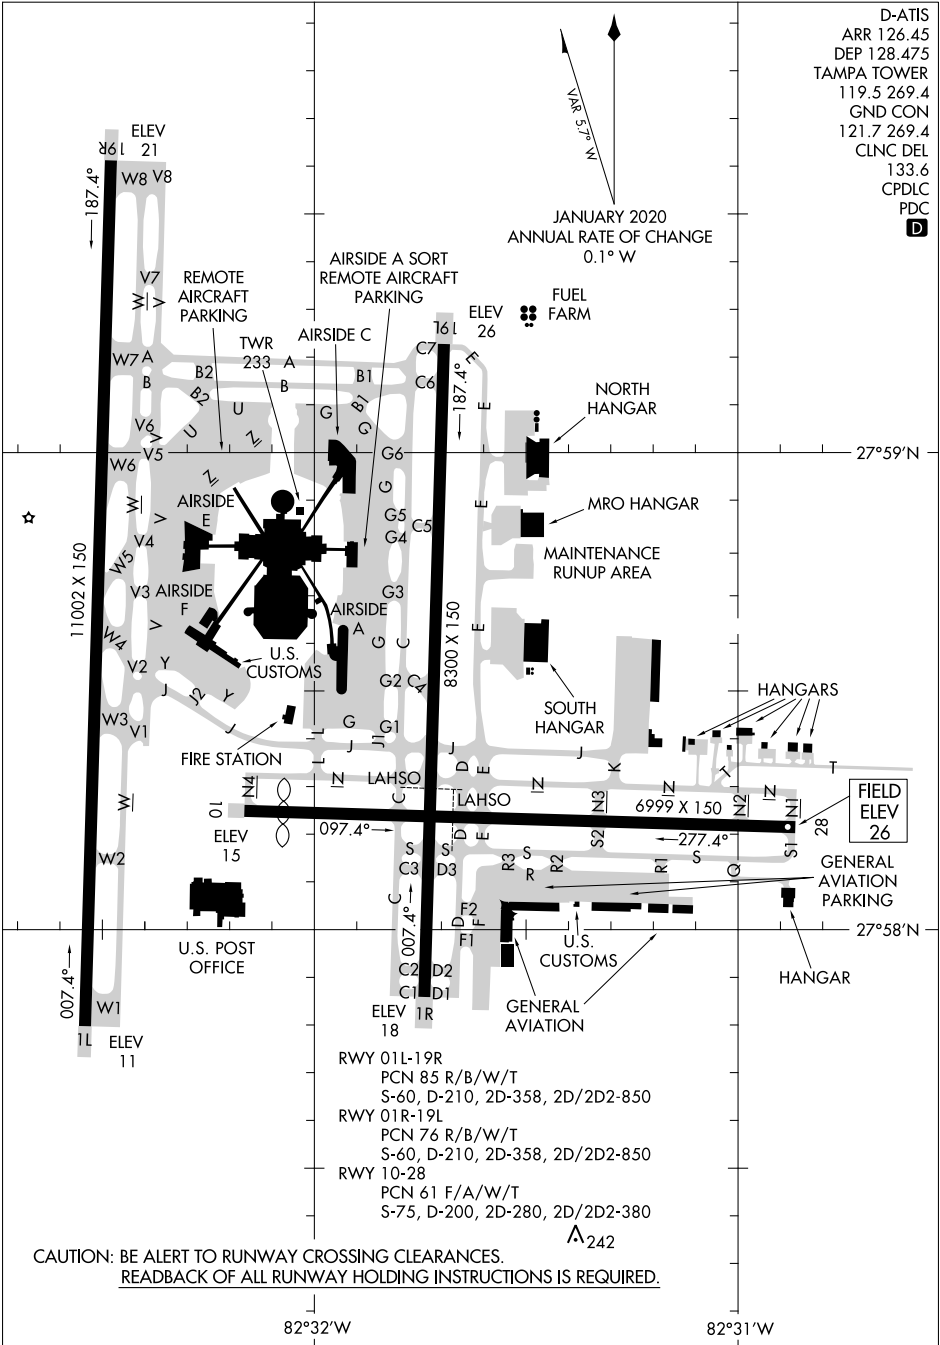 D-ATIS
ARR 126.45
DEP 128.475
TAMPA TOWER
119.5 269.4
GND CON
121.7 269.4
CLNC DEL
133.6
CPDLC
PDC
D
VAR 5.7° W
JANUARY 2020
ANNUAL RATE OF CHANGE
0.1° W
19R
ELEV
21
W8 V8
187.4°
V7
W V
REMOTE
AIRCRAFT
PARKING
AIRSIDE A SORT
REMOTE AIRCRAFT
PARKING
TWR
233
AIRSIDE C
19L
ELEV
26
FUEL
FARM
C7
E
W7 A
A
B
B2
B
B1
C6
187.4°
E
B2
U
G
B1
NORTH
HANGAR
V6
V
U
Z
G
V5
W6
G6
27°59'N
Z
G
W
V
AIRSIDE
E
G5
C5
E
MRO HANGAR
V4
G4
W5
MAINTENANCE
RUNUP AREA
11002 X 150
V3
AIRSIDE
F
G3
8300 X 150
V
AIRSIDE
A
W4
G
C
E
V2
Y
U.S.
CUSTOMS
J
J2
Y
G2
C4
SOUTH
HANGAR
HANGARS
W3
V1
J
G
G1
FIRE STATION
L
J
J1
J
J
L
D
E
K
T
T
N4
N
LAHSO
W
C
LAHSO
N
N3
N
6999 X 150
N2
N
N1
FIELD
ELEV
26
10
ELEV
15
097.4°
D
E
S2
277.4°
S1
28
W2
S
S
S
S
C3
D3
R3
R
R2
R1
Q
GENERAL
AVIATION
PARKING
C
007.4°
D
F2
F
F1
U.S. POST
OFFICE
U.S.
CUSTOMS
27°58'N
HANGAR
007.4°
C2
D2
W1
C1
D1
GENERAL
AVIATION
ELEV
18
1R
1L
ELEV
11
RWY 01L-19R
PCN 85 R/B/W/T
S-60, D-210, 2D-358, 2D/2D2-850
RWY 01R-19L
PCN 76 R/B/W/T
S-60, D-210, 2D-358, 2D/2D2-850
RWY 10-28
PCN 61 F/A/W/T
S-75, D-200, 2D-280, 2D/2D2-380
242
CAUTION: BE ALERT TO RUNWAY CROSSING CLEARANCES.
READBACK OF ALL RUNWAY HOLDING INSTRUCTIONS IS REQUIRED.
82°32'W
82°31'W